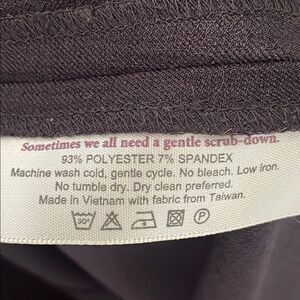 Sometimes we all need a gentle scrub-down.
93% POLYESTER 7% SPANDEX
Machine wash cold, gentle cycle. No bleach. Low iron.
No tumble dry. Dry clean preferred.
Made in Vietnam with fabric from Taiwan.
30° P